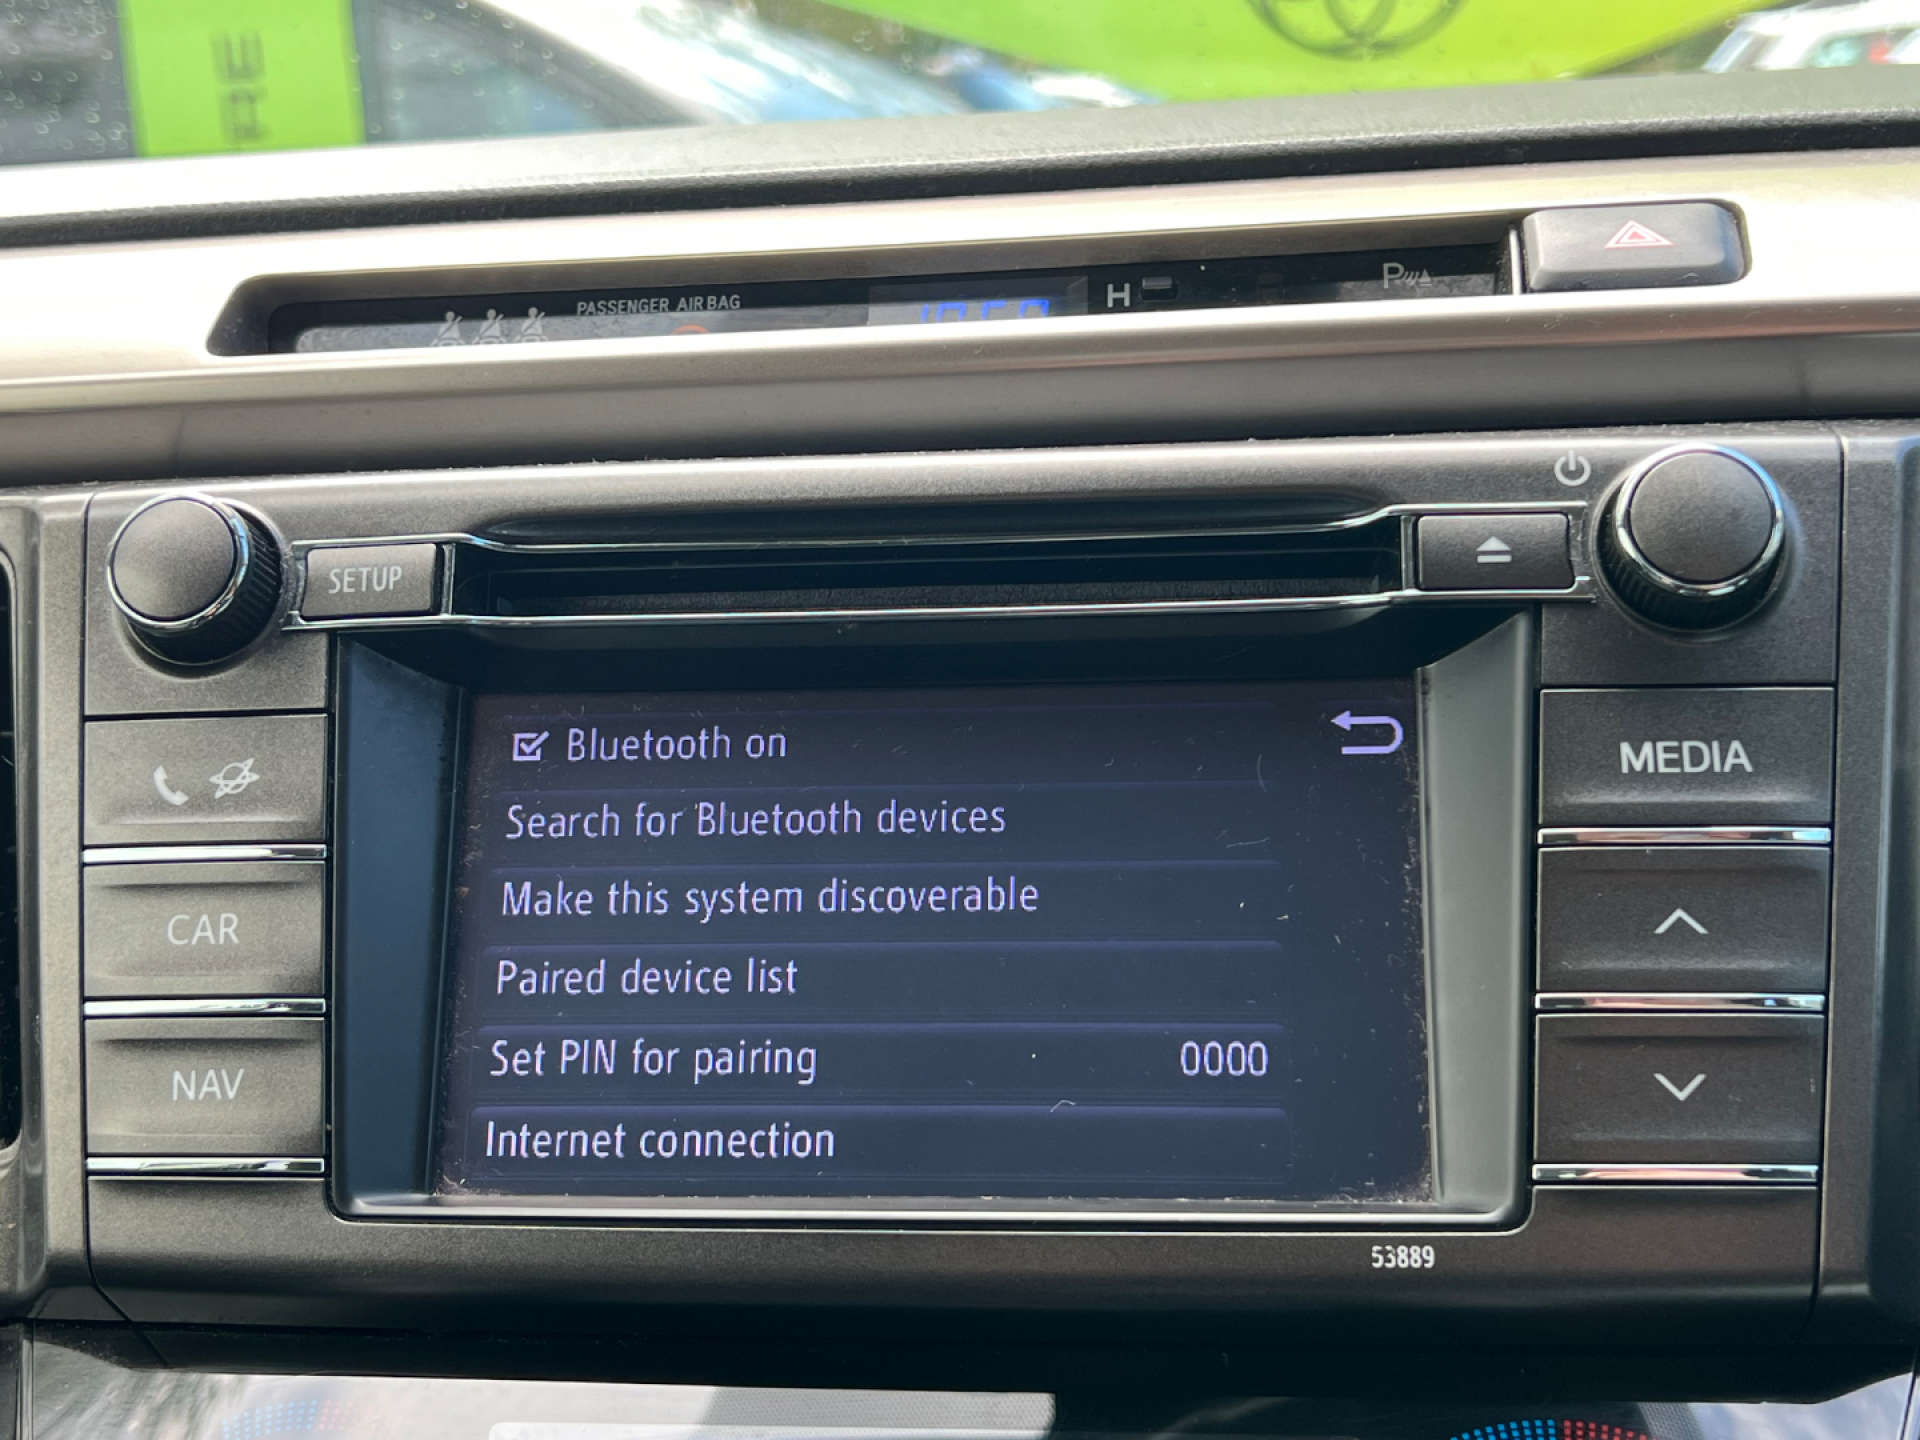 PASSENGER AIR BAG
H
P
SETUP
MEDIA
CAR
NAV
Bluetooth on
Search for Bluetooth devices
Make this system discoverable
Paired device list
Set PIN for pairing 0000
Internet connection
53889